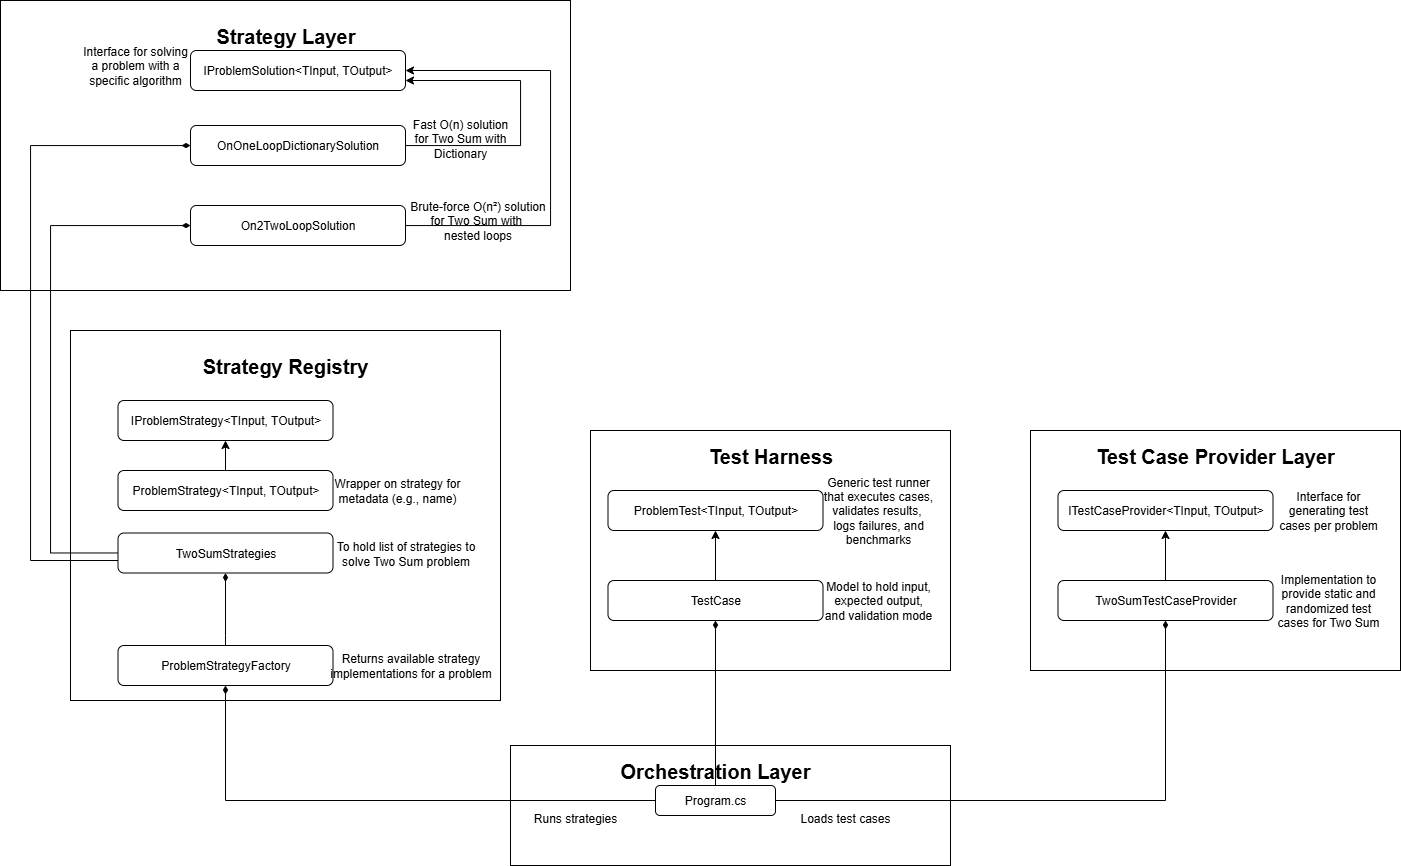 Strategy Layer
Interface for solving
a problem with a
specific algorithm
IProblemSolution<TInput, TOutput>
OnOneLoopDictionarySolution
Fast O(n) solution
for Two Sum with
Dictionary
On2TwoLoopSolution
Brute-force O(n²) solution
for Two Sum with
nested loops
Strategy Registry
IProblemStrategy<TInput, TOutput>
ProblemStrategy<TInput, TOutput>
Wrapper on strategy for
metadata (e.g., name)
TwoSumStrategies
To hold list of strategies to
solve Two Sum problem
ProblemStrategyFactory
Returns available strategy
implementations for a problem
Test Harness
ProblemTest<TInput, TOutput>
Generic test runner
that executes cases,
validates results,
logs failures, and
benchmarks
TestCase
Model to hold input,
expected output,
and validation mode
Test Case Provider Layer
ITestCaseProvider<TInput, TOutput>
Interface for
generating test
cases per problem
TwoSumTestCaseProvider
Implementation to
provide static and
randomized test
cases for Two Sum
Orchestration Layer
Program.cs
Runs strategies
Loads test cases